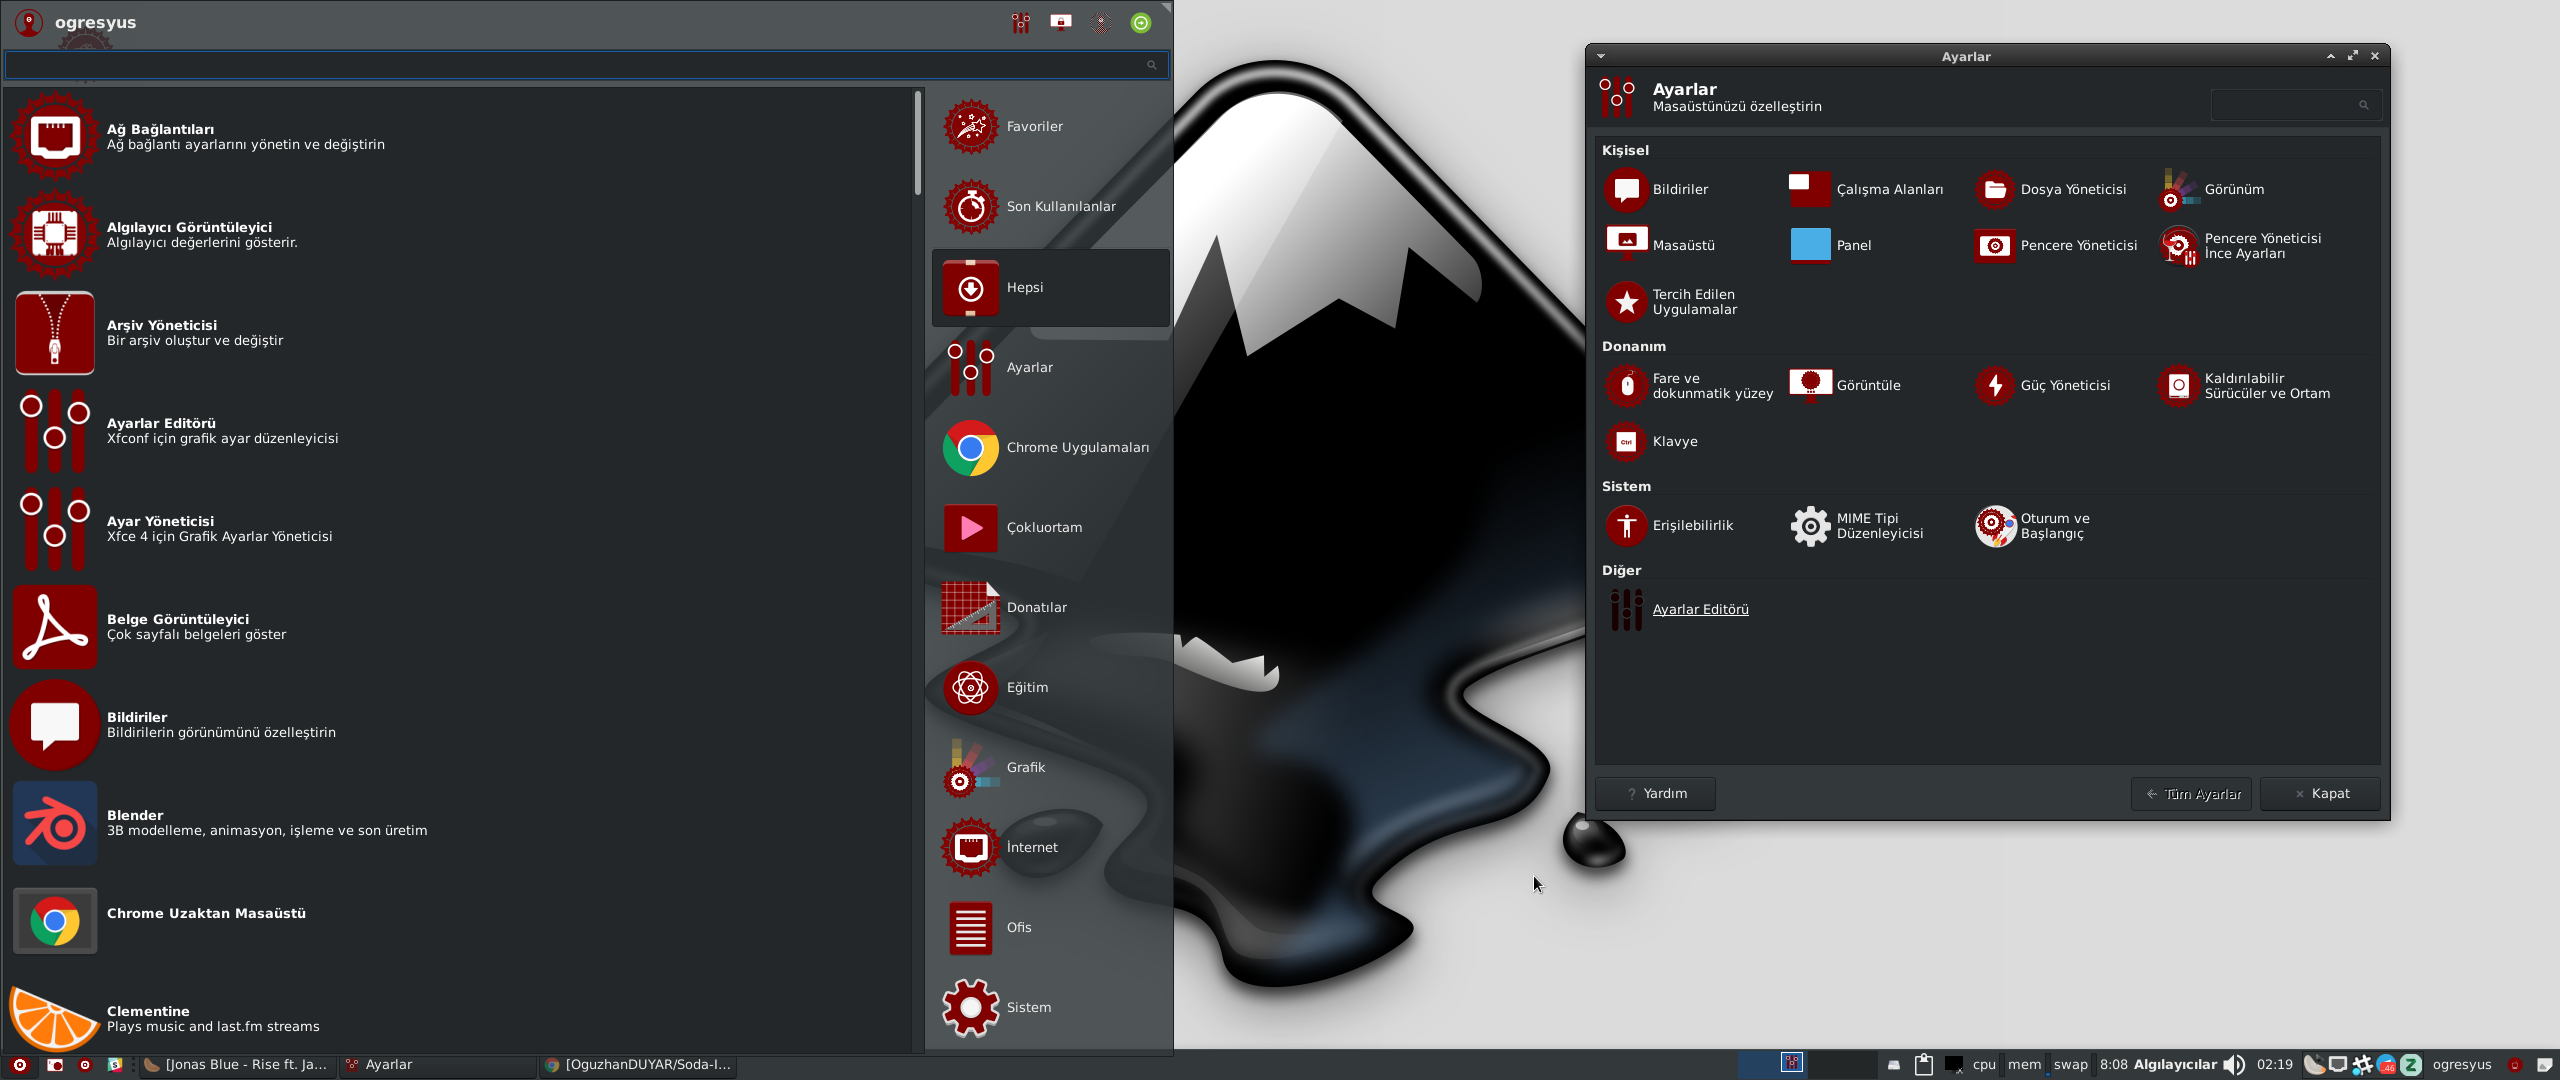 ogresyus
Ağ Bağlantıları
Ağ bağlantı ayarlarını yönetin ve değiştirin
Algılayıcı Görüntüleyici
Algılayıcı değerlerini gösterir.
Arşiv Yöneticisi
Bir arşiv oluştur ve değiştir
Ayarlar Editörü
Xfconf için grafik ayar düzenleyicisi
Ayar Yöneticisi
Xfce 4 için Grafik Ayarlar Yöneticisi
Belge Görüntüleyici
Çok sayfalı belgeleri göster
Bildiriler
Bildirilerin görünümünü özelleştirin
Blender
3B modelleme, animasyon, işleme ve son üretim
Chrome Uzaktan Masaüstü
Clementine
Plays music and last.fm streams
Favoriler
Son Kullanılanlar
Hepsi
Ayarlar
Chrome Uygulamaları
Çokluortam
Donatılar
Eğitim
Grafik
İnternet
Ofis
Sistem
Ayarlar
Ayarlar
Masaüstünüzü özelleştirin
Kişisel
Bildiriler
Çalışma Alanları
Dosya Yöneticisi
Görünüm
Masaüstü
Panel
Pencere Yöneticisi
Pencere Yöneticisi
İnce Ayarları
Tercih Edilen
Uygulamalar
Donanım
Fare ve
dokunmatik yüzey
Görüntüle
Güç Yöneticisi
Kaldırılabilir
Sürücüler ve Ortam
Ctrl
Klavye
Sistem
Erişilebilirlik
MIME Tipi
Düzenleyicisi
Oturum ve
Başlangıç
Diğer
Ayarlar Editörü
? Yardım
Tüm Ayarlar
Kapat
[Jonas Blue - Rise ft. Ja...
Ayarlar
[OguzhanDUYAR/Soda-I...
cpu
mem
swap
8:08
Algılayıcılar
02:19
46
ogresyus